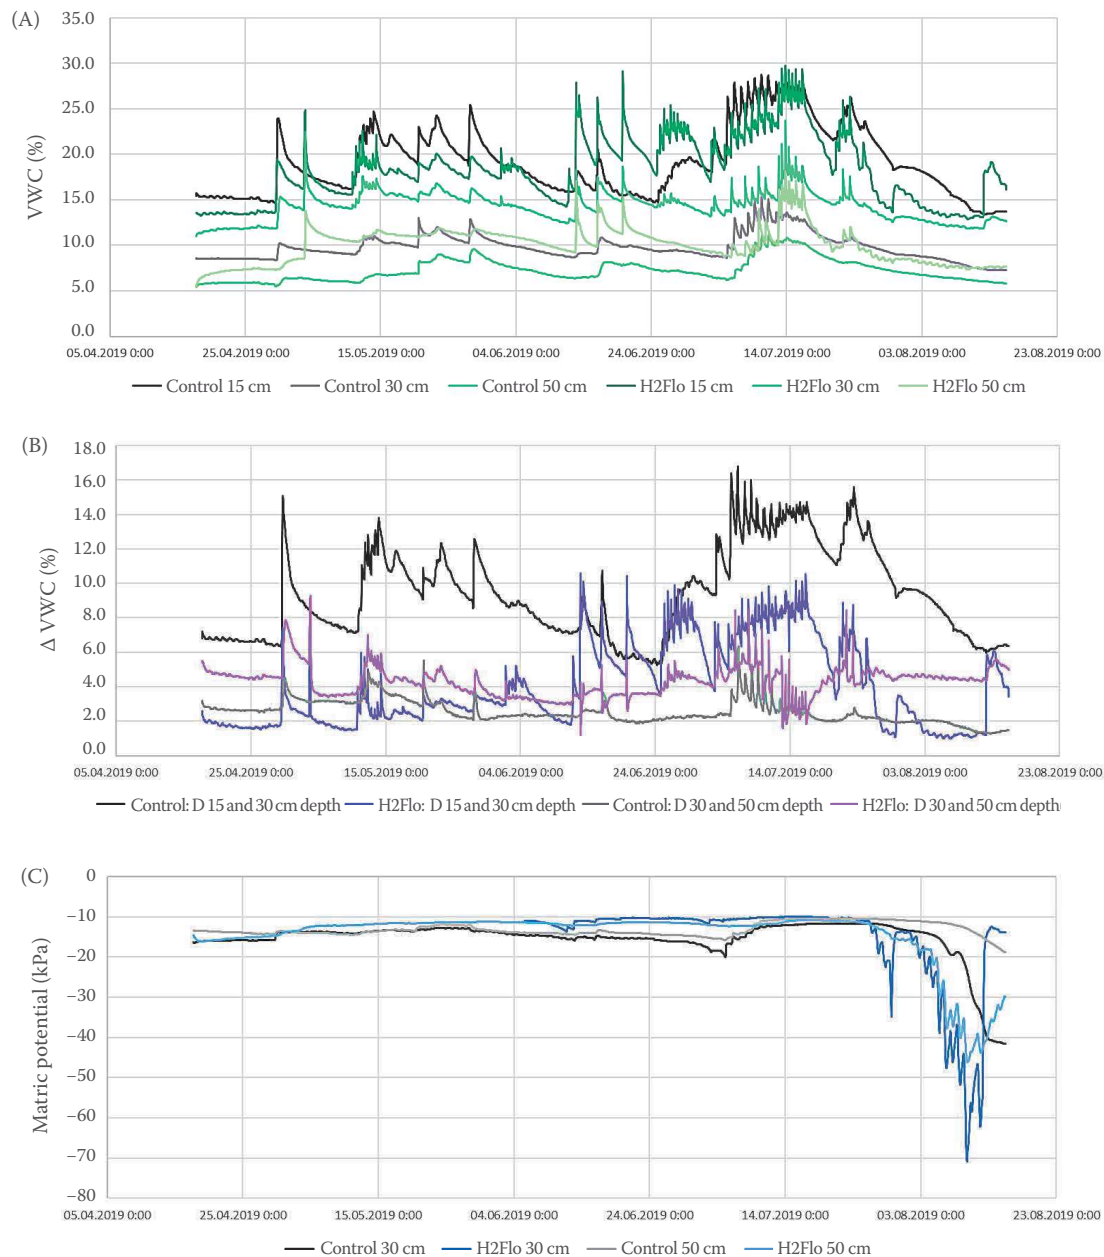 (A)
35.0
30.0
25.0
20.0
15.0
10.0
5.0
0.0
VWC (%)
05.04.2019 0:00 25.04.2019 0:00 15.05.2019 0:00 04.06.2019 0:00 24.06.2019 0:00 14.07.2019 0:00 03.08.2019 0:00 23.08.2019 0:00
Control 15 cm Control 30 cm Control 50 cm H2Flo 15 cm H2Flo 30 cm H2Flo 50 cm
(B)
18.0
16.0
14.0
12.0
10.0
8.0
6.0
4.0
2.0
0.0
Δ VWC (%)
05.04.2019 0:00 25.04.2019 0:00 15.05.2019 0:00 04.06.2019 0:00 24.06.2019 0:00 14.07.2019 0:00 03.08.2019 0:00 23.08.2019 0:00
Control: D 15 and 30 cm depth H2Flo: D 15 and 30 cm depth Control: D 30 and 50 cm depth H2Flo: D 30 and 50 cm depth
(C)
0
−10
−20
−30
−40
−50
−60
−70
−80
Matric potential (kPa)
05.04.2019 0:00 25.04.2019 0:00 15.05.2019 0:00 04.06.2019 0:00 24.06.2019 0:00 14.07.2019 0:00 03.08.2019 0:00 23.08.2019 0:00
Control 30 cm H2Flo 30 cm Control 50 cm H2Flo 50 cm